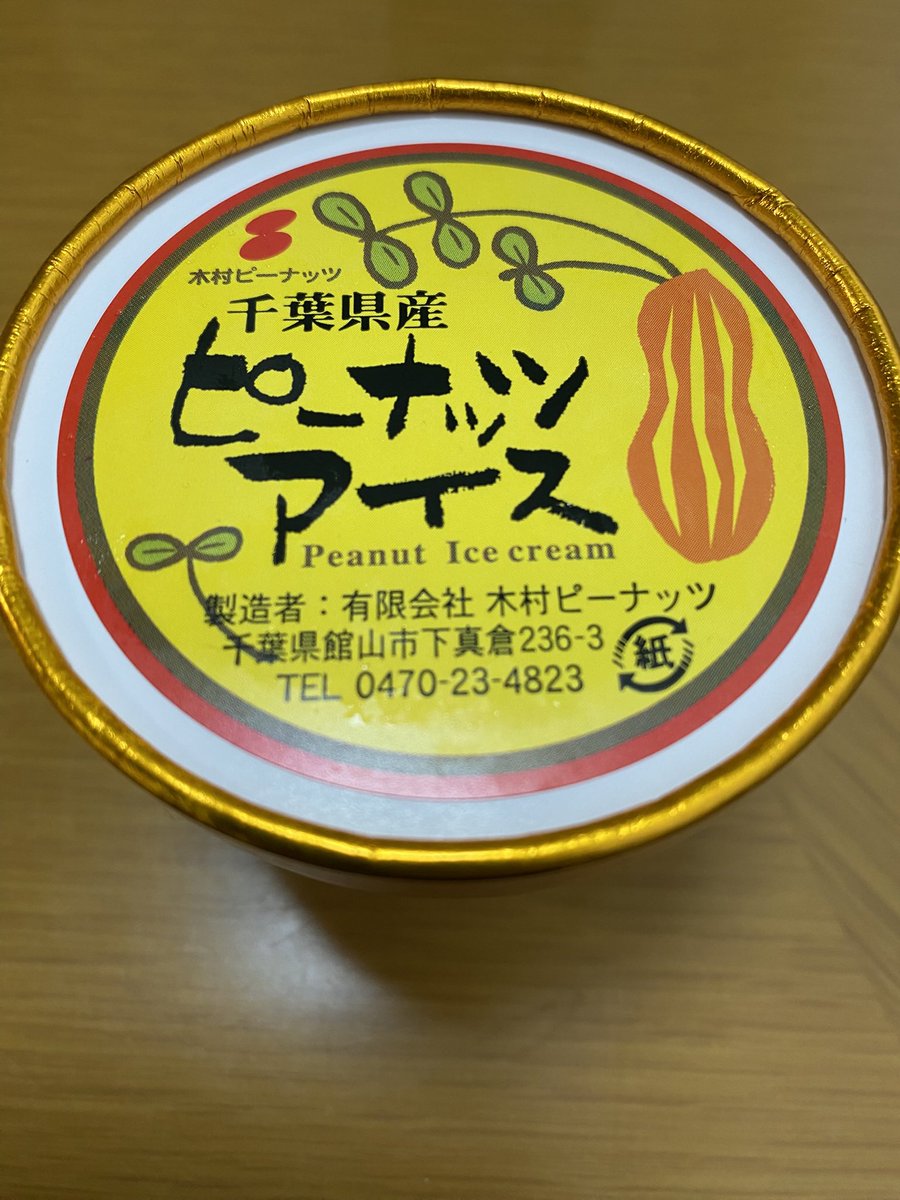 木村ピーナッツ
千葉県産
ピーナッツ
アイス
Peanut Ice cream
製造者：有限会社 木村ピーナッツ
千葉県館山市下真倉236-3
TEL 0470-23-4823
紙